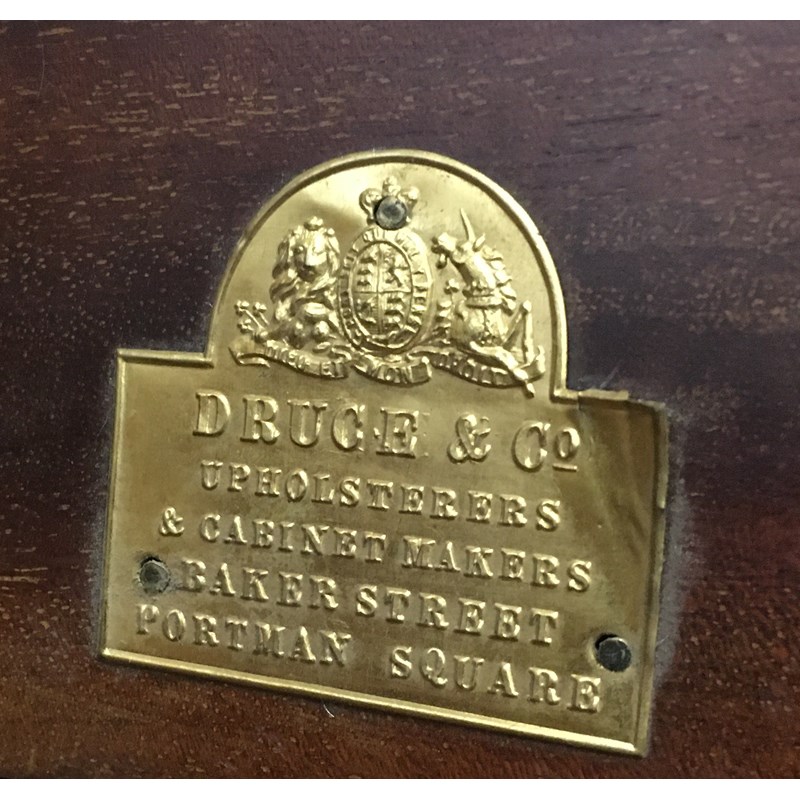 DIEU ET MON DROIT
DRUCE & Cº
UPHOLSTERERS
& CABINET MAKERS
BAKER STREET
PORTMAN SQUARE